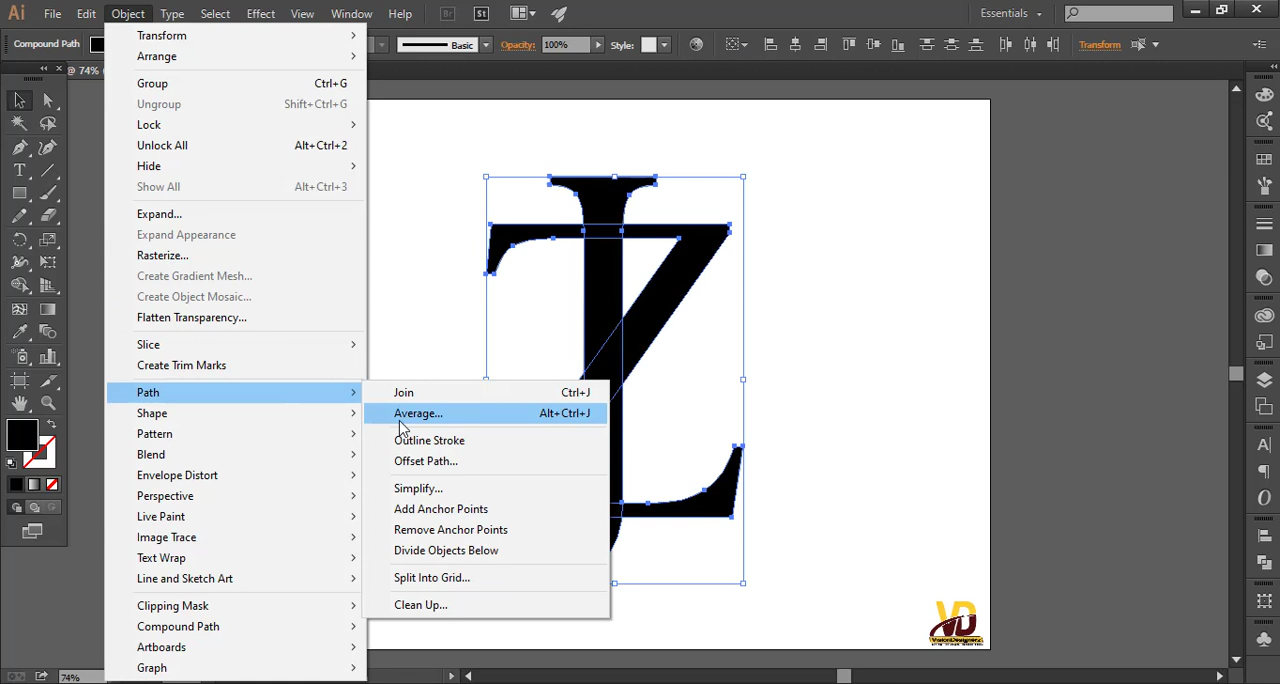 Ai File Edit Object Type Select Effect View Window Help Br St Essentials
Compound Path Basic Opacity: 100% Style: Transform
@ 74%
Transform
Arrange
Group Ctrl+G
Ungroup Shift+Ctrl+G
Lock
Unlock All Alt+Ctrl+2
Hide
Show All Alt+Ctrl+3
Expand...
Expand Appearance
Rasterize...
Create Gradient Mesh...
Create Object Mosaic...
Flatten Transparency...
Slice
Create Trim Marks
Path
Shape
Pattern
Blend
Envelope Distort
Perspective
Live Paint
Image Trace
Text Wrap
Line and Sketch Art
Clipping Mask
Compound Path
Artboards
Graph
Join Ctrl+J
Average... Alt+Ctrl+J
Outline Stroke
Offset Path...
Simplify...
Add Anchor Points
Remove Anchor Points
Divide Objects Below
Split Into Grid...
Clean Up...
VD
VisionDesignerz
74%